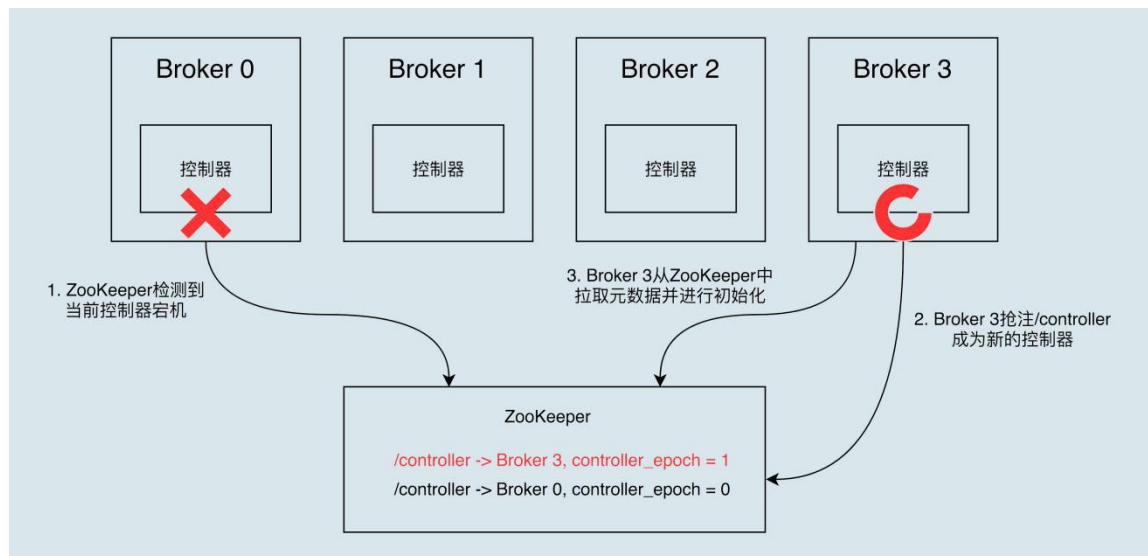 Broker 0
Broker 1
Broker 2
Broker 3
控制器
控制器
控制器
控制器
1. ZooKeeper检测到
当前控制器宕机
3. Broker 3从ZooKeeper中
拉取元数据并进行初始化
2. Broker 3抢注/controller
成为新的控制器
ZooKeeper
/controller -> Broker 3, controller_epoch = 1
/controller -> Broker 0, controller_epoch = 0